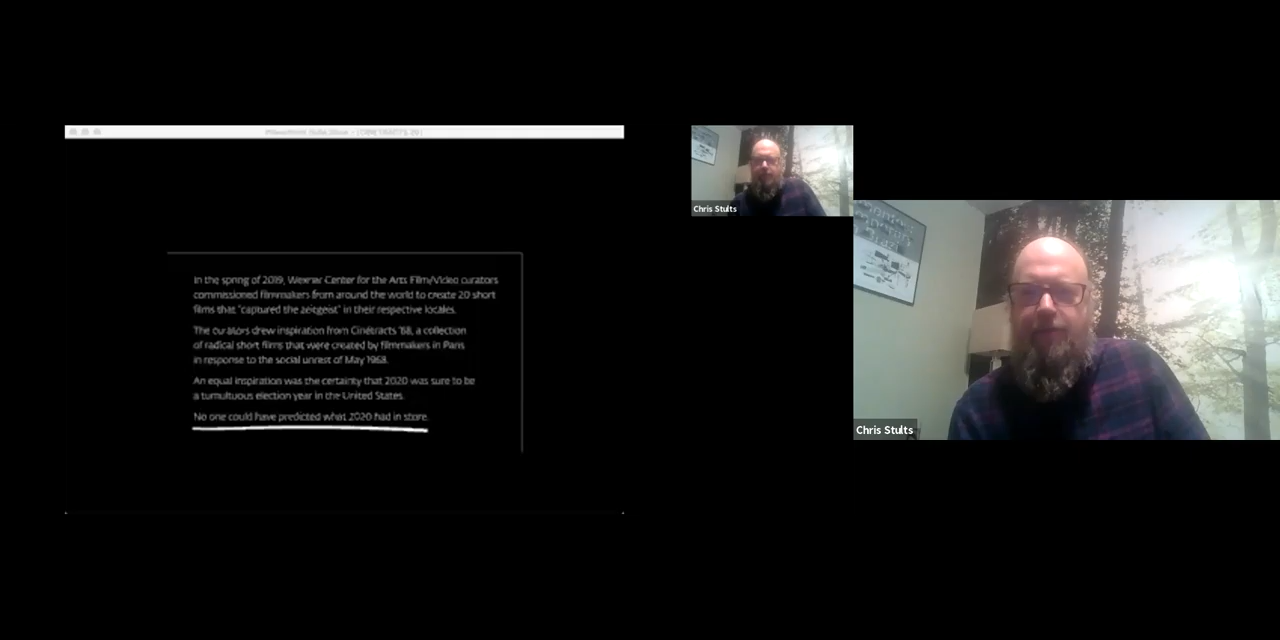 In the spring of 2019, Wexner Center for the Arts Film/Video curators
commissioned filmmakers from around the world to create 20 short
films that "captured the zeitgeist" in their respective locales.
The curators drew inspiration from Cinétracts '68, a collection
of radical short films that were created by filmmakers in Paris
in response to the social unrest of May 1968.
An equal inspiration was the certainty that 2020 was sure to be
a tumultuous election year in the United States.
No one could have predicted what 2020 had in store.
Chris Stults
Chris Stults